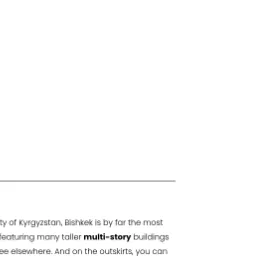 ty of Kyrgyzstan, Bishkek is by far the most
featuring many taller multi-story buildings
ee elsewhere. And on the outskirts, you can